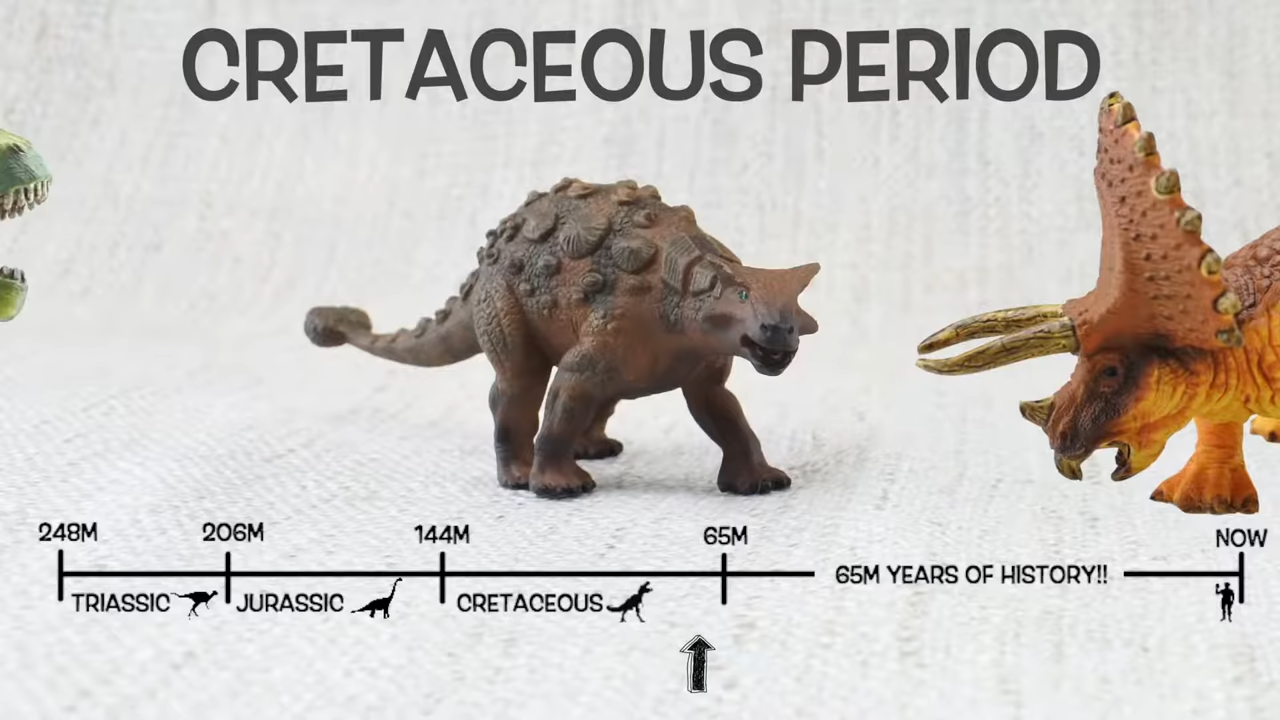 CRETACEOUS PERIOD
248M
206M
144M
65M
NOW
65M YEARS OF HISTORY!!
TRIASSIC
JURASSIC
CRETACEOUS